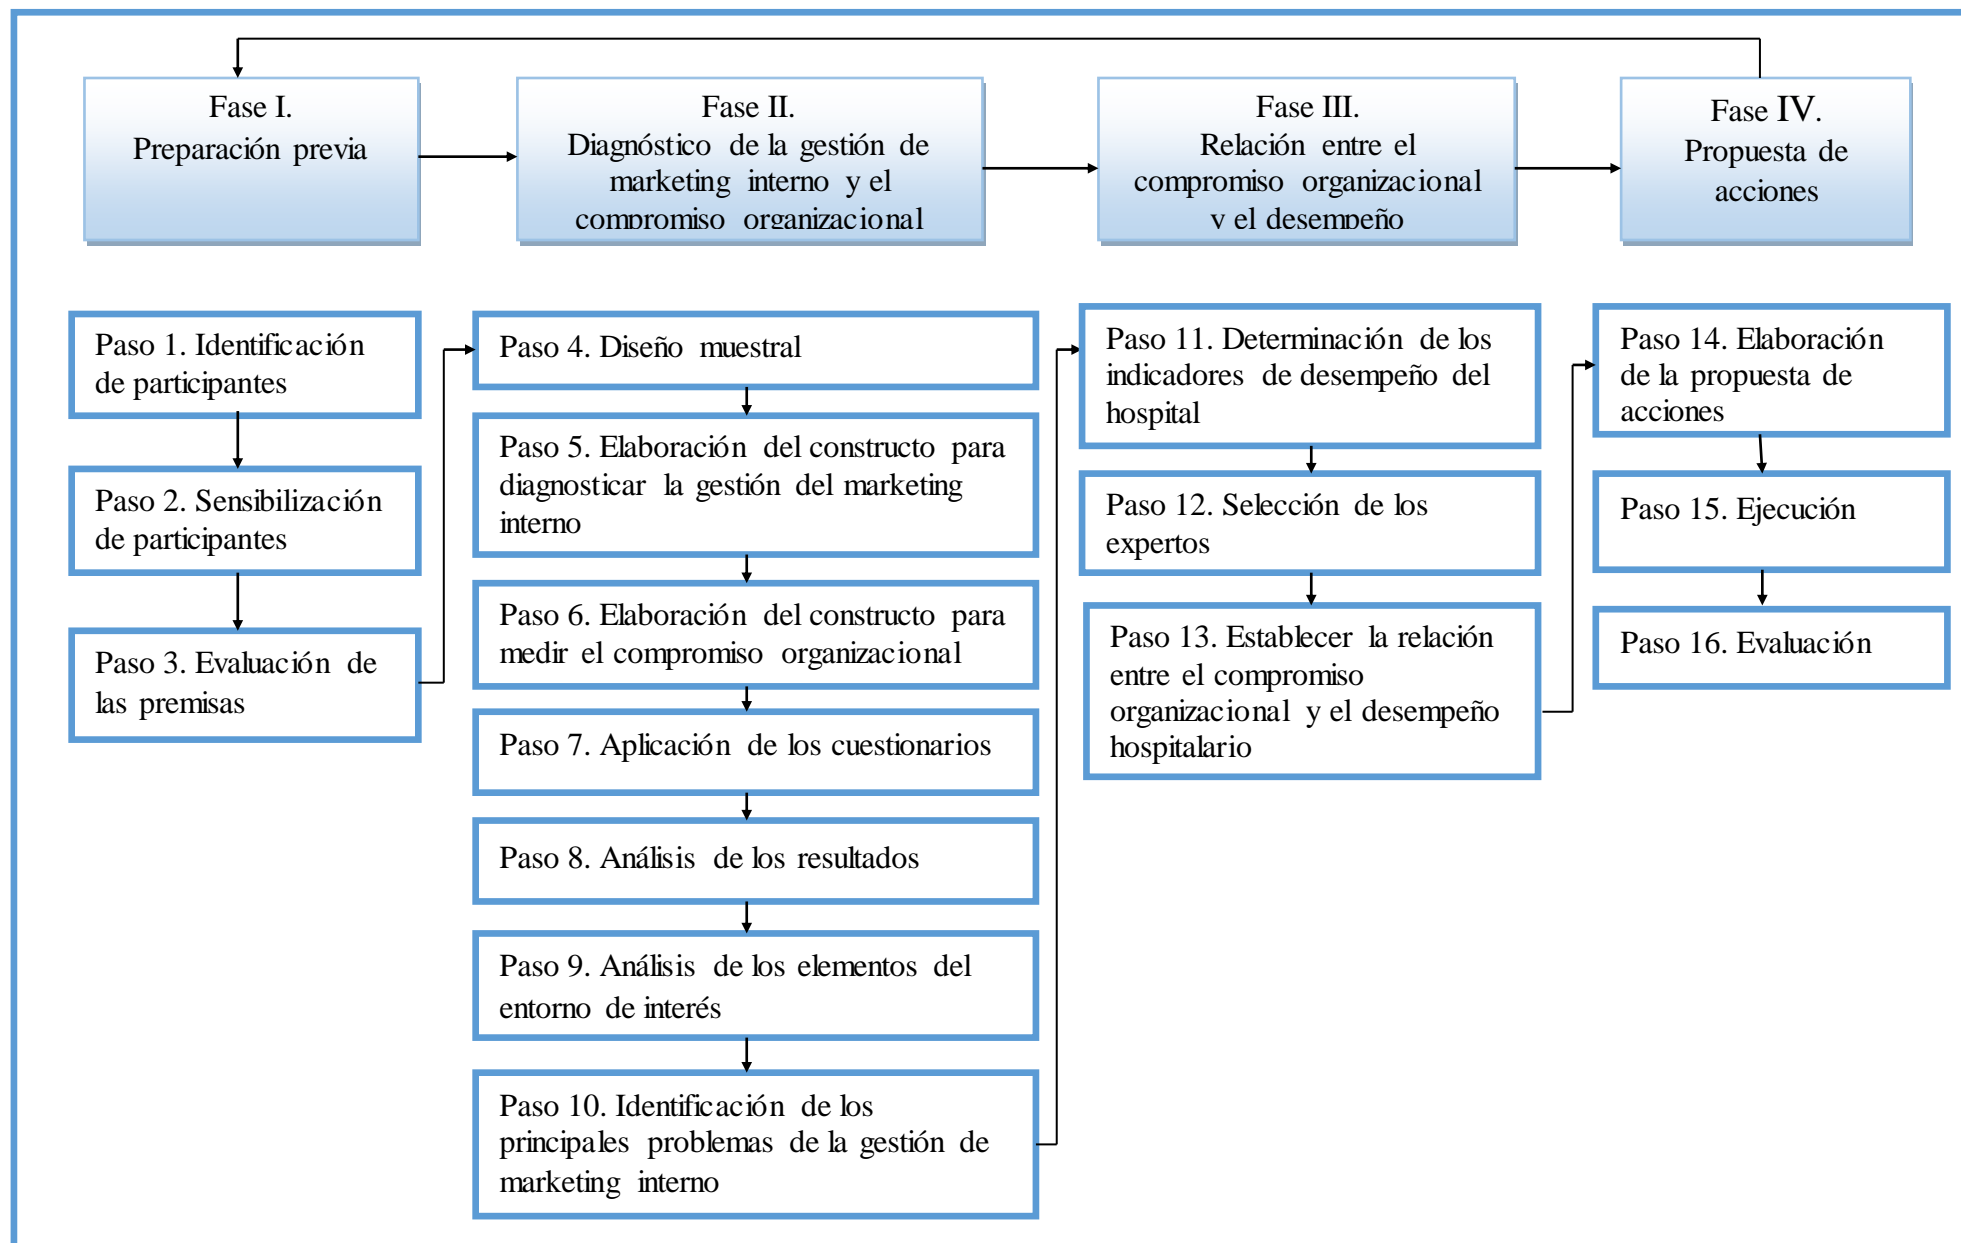 Fase I.
Preparación previa
Fase II.
Diagnóstico de la gestión de
marketing interno y el
compromiso organizacional
Fase III.
Relación entre el
compromiso organizacional
y el desempeño
Fase IV.
Propuesta de
acciones
Paso 1. Identificación
de participantes
Paso 2. Sensibilización
de participantes
Paso 3. Evaluación de
las premisas
Paso 4. Diseño muestral
Paso 5. Elaboración del constructo para
diagnosticar la gestión del marketing
interno
Paso 6. Elaboración del constructo para
medir el compromiso organizacional
Paso 7. Aplicación de los cuestionarios
Paso 8. Análisis de los resultados
Paso 9. Análisis de los elementos del
entorno de interés
Paso 10. Identificación de los
principales problemas de la gestión de
marketing interno
Paso 11. Determinación de los
indicadores de desempeño del
hospital
Paso 12. Selección de los
expertos
Paso 13. Establecer la relación
entre el compromiso
organizacional y el desempeño
hospitalario
Paso 14. Elaboración
de la propuesta de
acciones
Paso 15. Ejecución
Paso 16. Evaluación